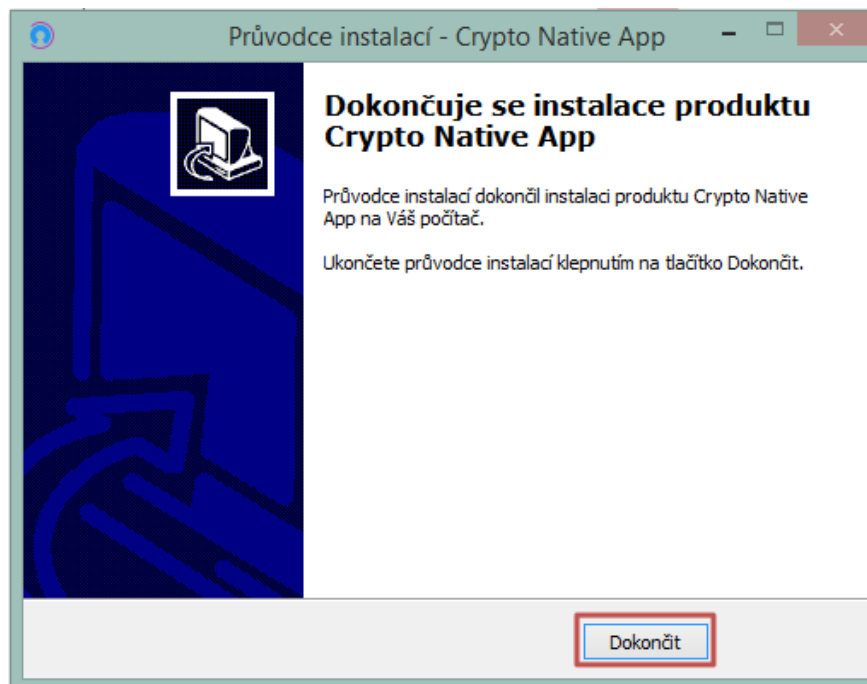 Průvodce instalací - Crypto Native App
Dokončuje se instalace produktu
Crypto Native App
Průvodce instalací dokončil instalaci produktu Crypto Native
App na Váš počítač.
Ukončete průvodce instalací klepnutím na tlačítko Dokončit.
Dokončit